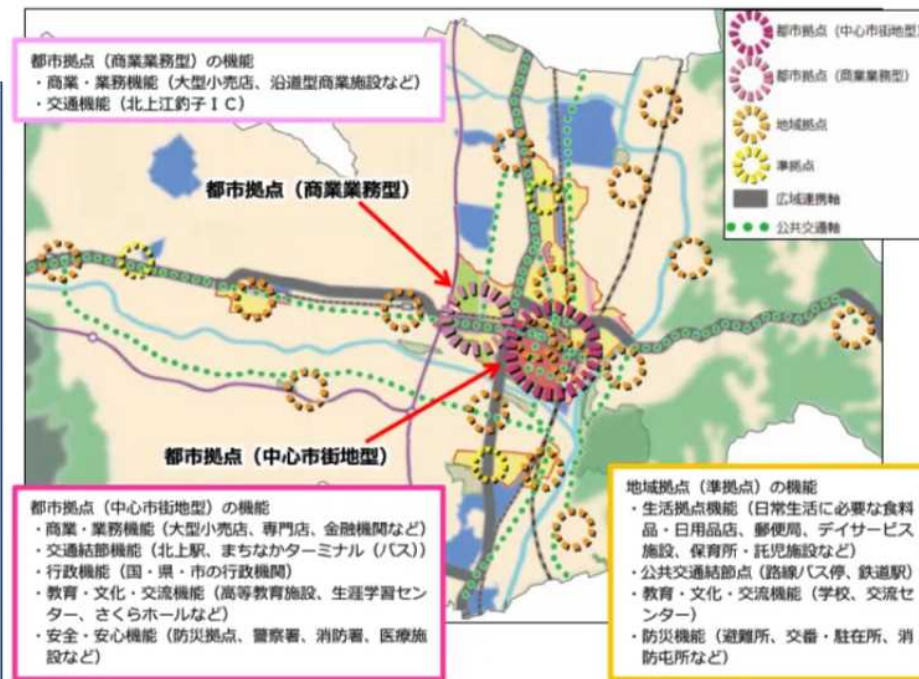 都市拠点（商業業務型）の機能
・商業・業務機能（大型小売店、沿道型商業施設など）
・交通機能（北上江釣子ＩＣ）
都市拠点（中心市街地型）
都市拠点（商業業務型）
地域拠点
準拠点
広域連携軸
公共交通軸
都市拠点（商業業務型）
都市拠点（中心市街地型）
都市拠点（中心市街地型）の機能
・商業・業務機能（大型小売店、専門店、金融機関など）
・交通結節機能（北上駅、まちなかターミナル（バス））
・行政機能（国・県・市の行政機関）
・教育・文化・交流機能（高等教育施設、生涯学習セン
ター、さくらホールなど）
・安全・安心機能（防災拠点、警察署、消防署、医療施
設など）
地域拠点（準拠点）の機能
・生活拠点機能（日常生活に必要な食料
品・日用品店、郵便局、デイサービス
施設、保育所・託児施設など）
・公共交通結節点（路線バス停、鉄道駅）
・教育・文化・交流機能（学校、交流セ
ンター）
・防災機能（避難所、交番・駐在所、消
防屯所など）